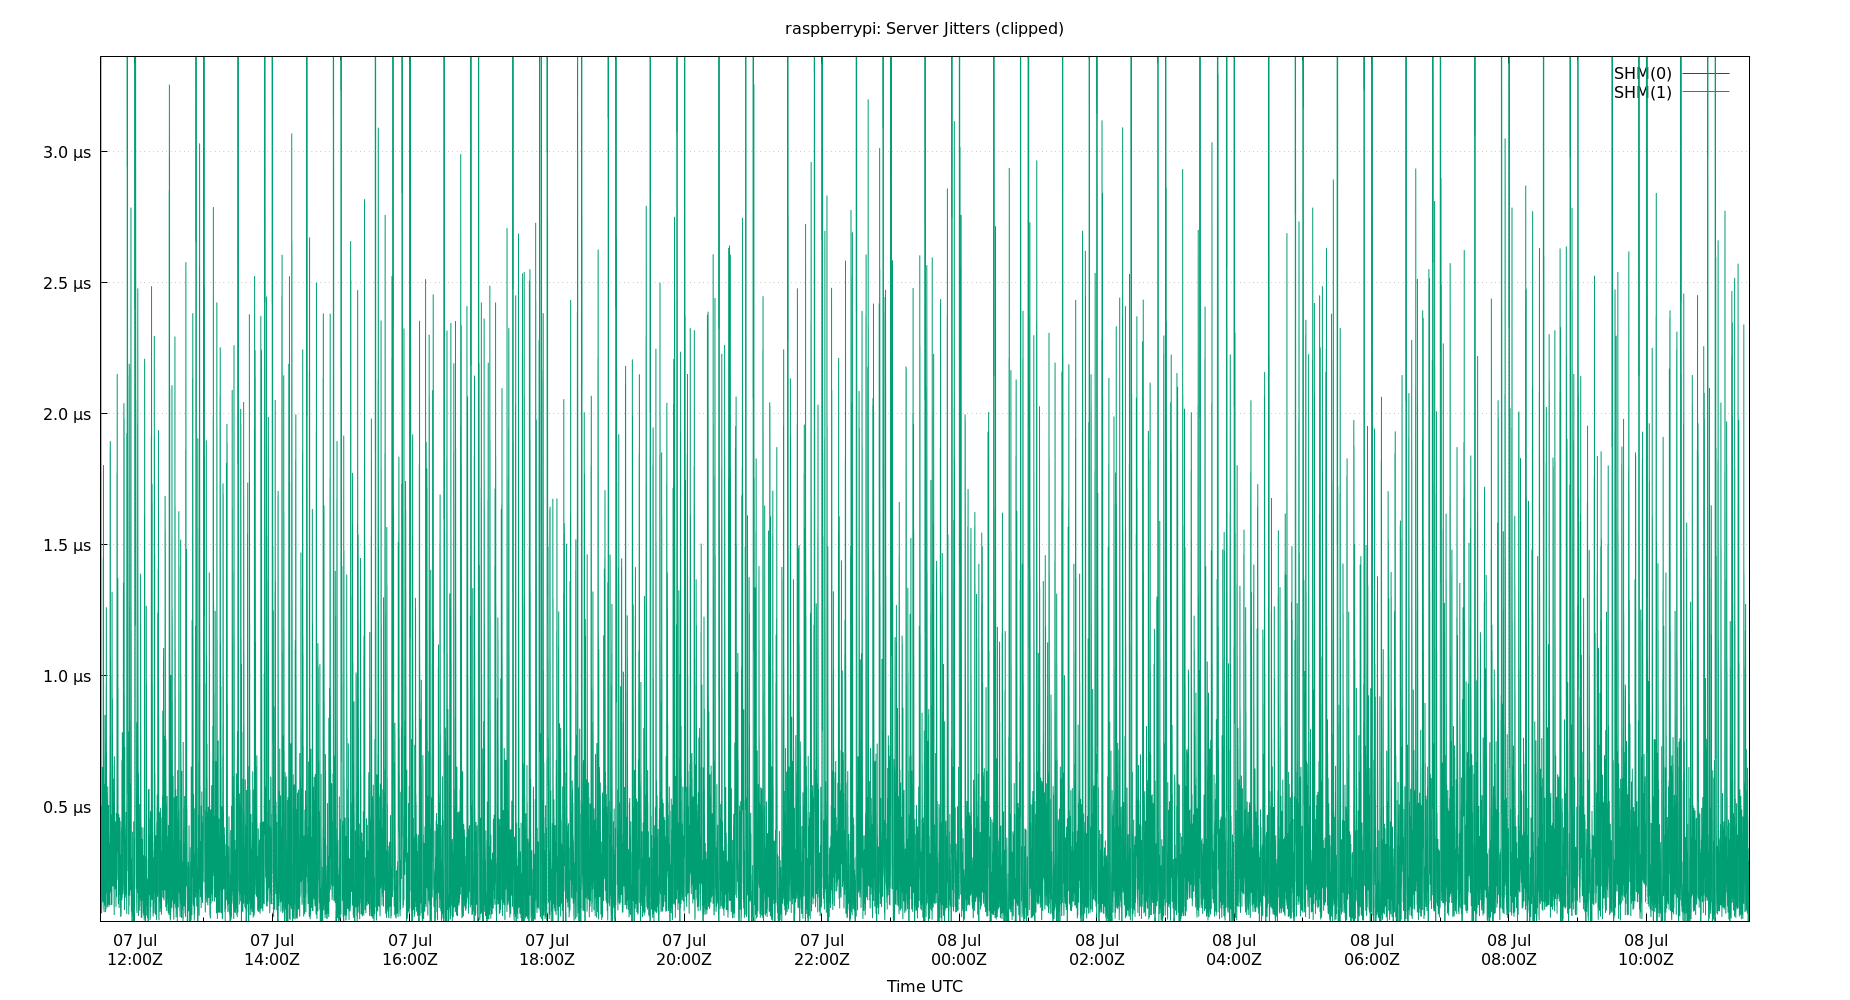 raspberrypi: Server Jitters (clipped)
SHM(0)
SHM(1)
3.0 µs
2.5 µs
2.0 µs
1.5 µs
1.0 µs
0.5 µs
07 Jul 07 Jul 07 Jul 07 Jul 07 Jul 07 Jul 08 Jul 08 Jul 08 Jul 08 Jul 08 Jul 08 Jul
12:00Z 14:00Z 16:00Z 18:00Z 20:00Z 22:00Z 00:00Z 02:00Z 04:00Z 06:00Z 08:00Z 10:00Z
Time UTC